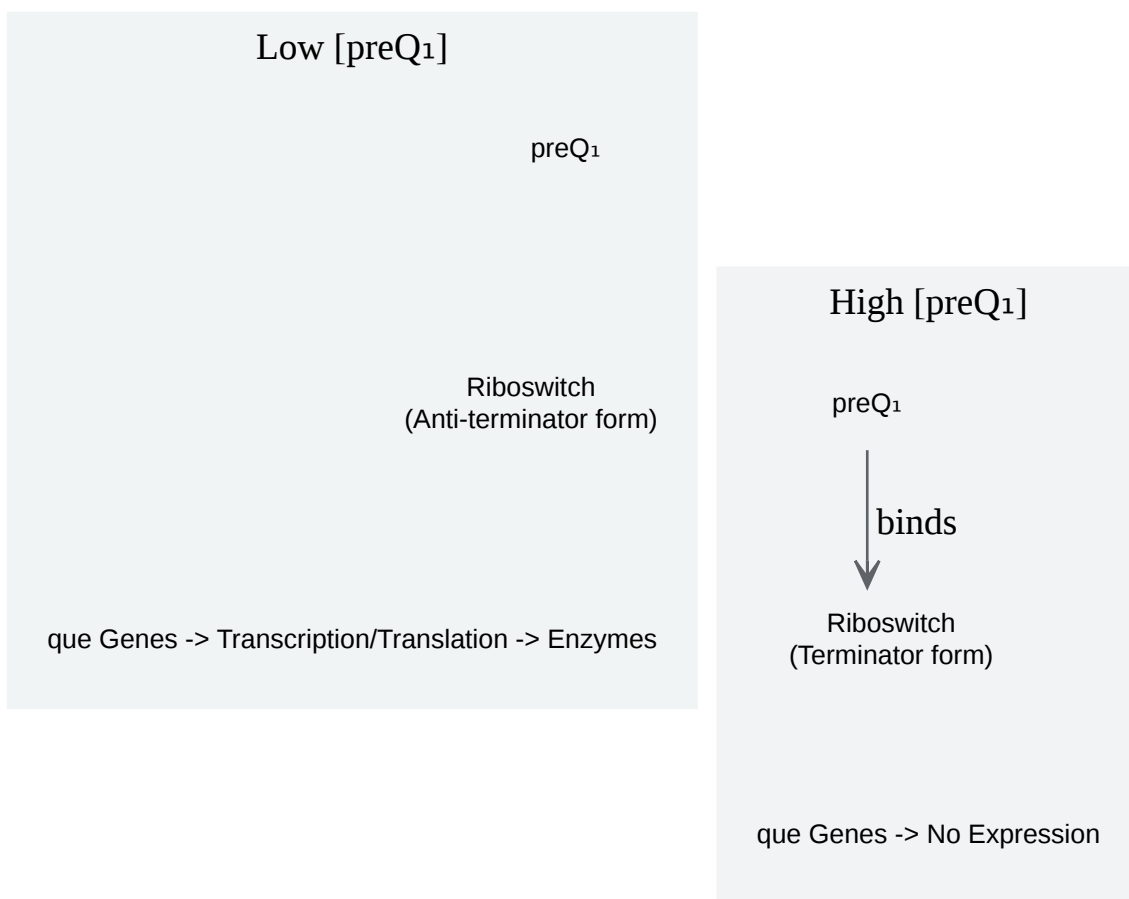 Low [preQ₁]
preQ₁
Riboswitch
(Anti-terminator form)
que Genes -> Transcription/Translation -> Enzymes
High [preQ₁]
preQ₁
binds
Riboswitch
(Terminator form)
que Genes -> No Expression